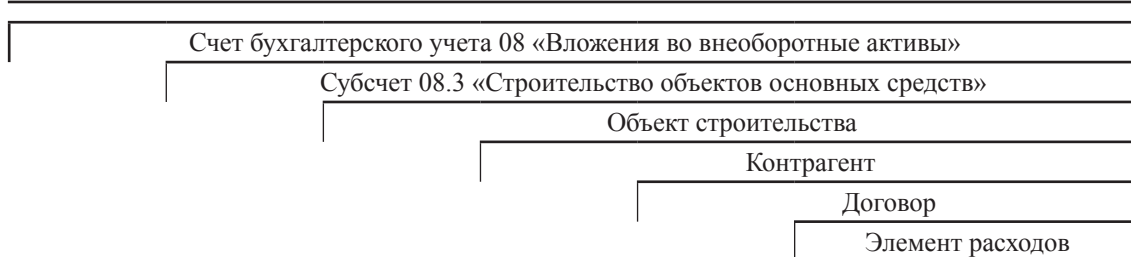 Счет бухгалтерского учета 08 «Вложения во внеоборотные активы»
Субсчет 08.3 «Строительство объектов основных средств»
Объект строительства
Контрагент
Договор
Элемент расходов